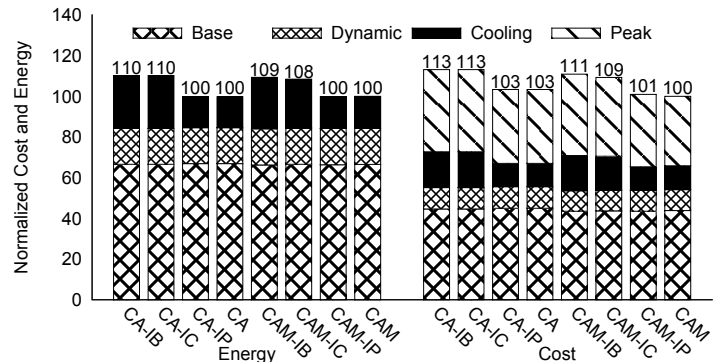 140
Base Dynamic Cooling Peak
120
110 110 100 100 109 108 100 100
113 113 103 103 111 109 101 100
100
80
60
40
20
0
Normalized Cost and Energy
CA-IB CA-IC CA-IP CA CAM-IB CAM-IC CAM-IP CAM
CA-IB CA-IC CA-IP CA CAM-IB CAM-IC CAM-IP CAM
Energy Cost